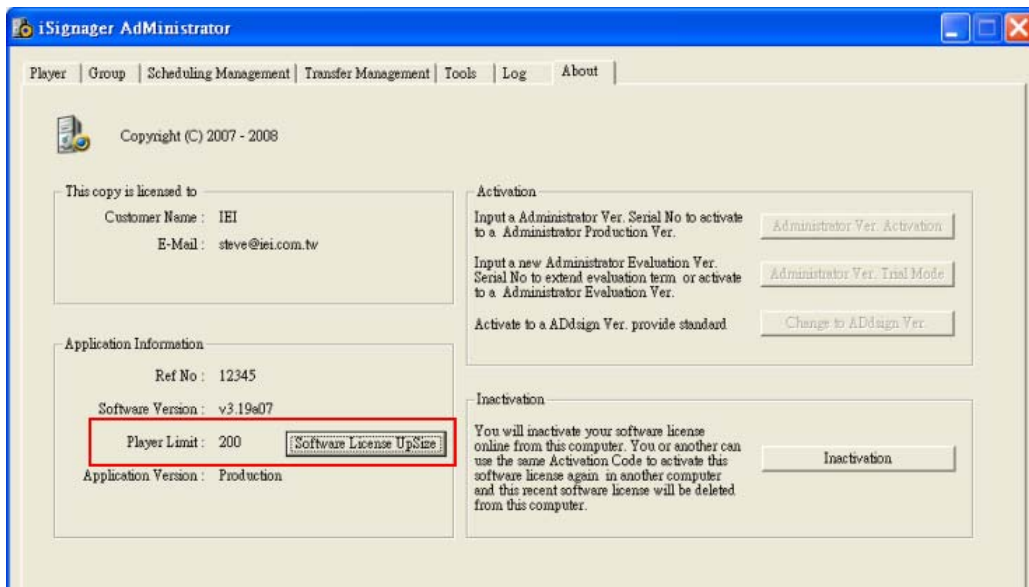 iSignager AdMinistrator
Player Group Scheduling Management Transfer Management Tools Log About
Copyright (C) 2007 - 2008
This copy is licensed to
Customer Name : IEI
E-Mail : steve@iei.com.tw
Application Information
Ref No : 12345
Software Version : v3.19a07
Player Limit : 200 Software License UpSize
Application Version : Production
Activation
Input a Administrator Ver. Serial No to activate
to a Administrator Production Ver.
Administrator Ver. Activation
Input a new Administrator Evaluation Ver.
Serial No to extend evaluation term or activate
to a Administrator Evaluation Ver.
Administrator Ver. Trial Mode
Activate to a ADdsign Ver. provide standard
Change to ADdsign Ver.
Inactivation
You will inactivate your software license
online from this computer. You or another can
use the same Activation Code to activate this
software license again in another computer
and this recent software license will be deleted
from this computer.
Inactivation